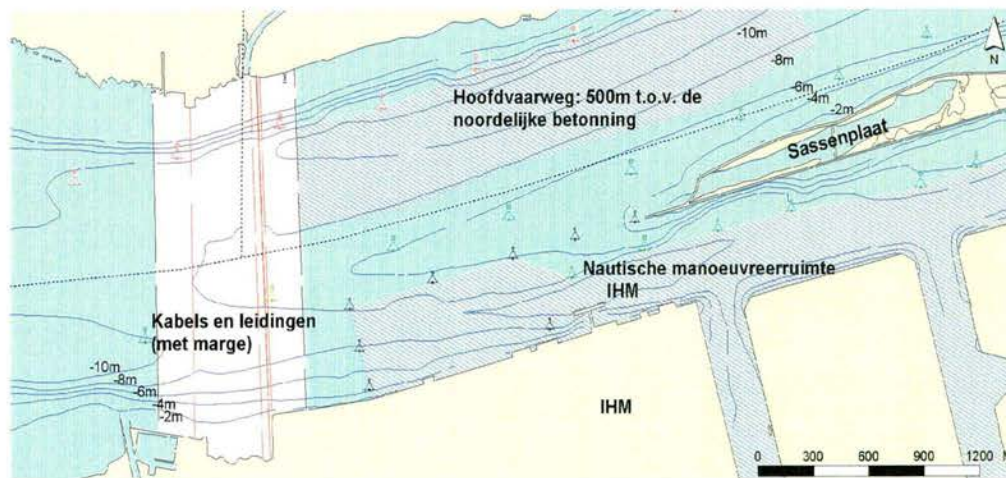 -10m
-8m
-6m
-4m
-2m
N
Hoofdvaarweg: 500m t.o.v. de
noordelijke betonning
Sassenplaat
Nautische manoeuvreerruimte
IHM
Kabels en leidingen
(met marge)
-10m
-8m
-6m
-4m
-2m
IHM
0 300 600 900 1200 M